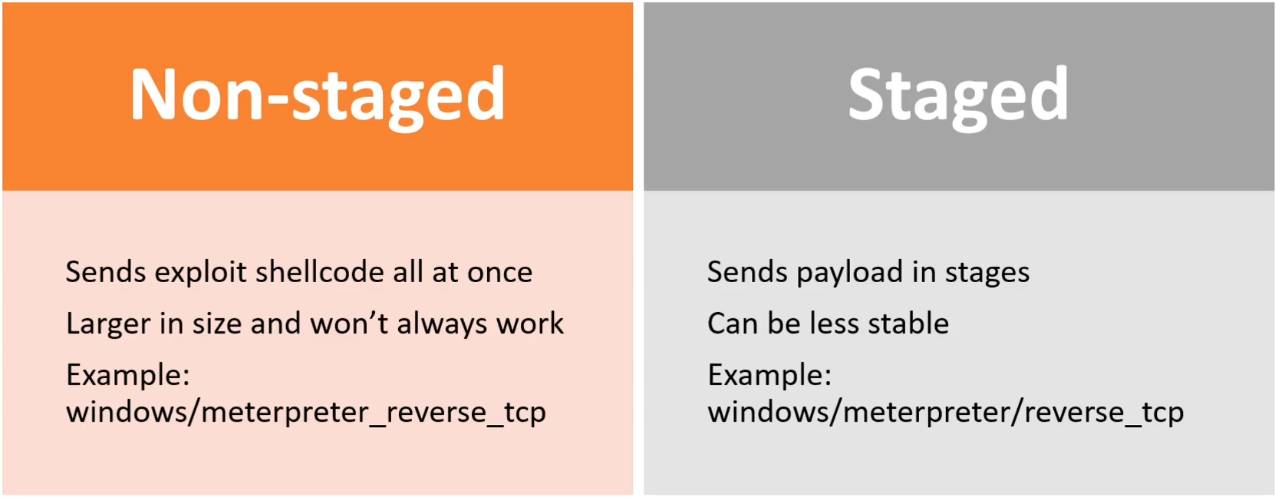 Non-staged
Sends exploit shellcode all at once
Larger in size and won’t always work
Example:
windows/meterpreter_reverse_tcp
Staged
Sends payload in stages
Can be less stable
Example:
windows/meterpreter/reverse_tcp